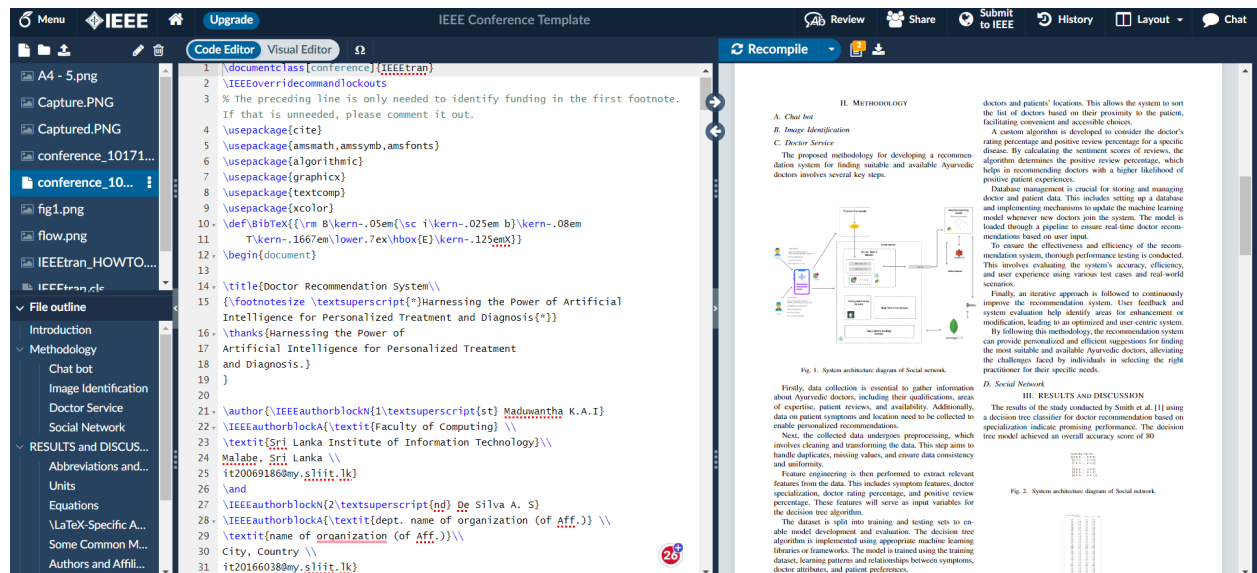 Menu
IEEE
Upgrade
IEEE Conference Template
Review
Share
Submit
to IEEE
History
Layout
Chat
Code Editor
Visual Editor
Ω
Recompile
2
A4 - 5.png
Capture.PNG
Captured.PNG
conference_10171...
conference_10...
fig1.png
flow.png
IEEEtran_HOWTO....
IEEEtran.cls
File outline
Introduction
Methodology
Chat bot
Image Identification
Doctor Service
Social Network
RESULTS and DISCUS...
Abbreviations and...
Units
Equations
\LaTeX-Specific A...
Some Common M...
Authors and Affili...
1 \documentclass[conference]{IEEEtran}
2 \IEEEoverridecommandlockouts
3 % The preceding line is only needed to identify funding in the first footnote.
If that is unneeded, please comment it out.
4 \usepackage{cite}
5 \usepackage{amsmath,amssymb,amsfonts}
6 \usepackage{algorithmic}
7 \usepackage{graphicx}
8 \usepackage{textcomp}
9 \usepackage{xcolor}
10 \def\BibTeX{{\rm B\kern-.05em{\sc i\kern-.025em b}\kern-.08em
11 T\kern-.1667em\lower.7ex\hbox{E}\kern-.125emX}}
12 \begin{document}
13
14 \title{Doctor Recommendation System\\
15 {\footnotesize \textsuperscript{*}Harnessing the Power of Artificial
Intelligence for Personalized Treatment and Diagnosis{*}}
16 \thanks{Harnessing the Power of
17 Artificial Intelligence for Personalized Treatment
18 and Diagnosis.}
19 }
20
21 \author{\IEEEauthorblockN{1\textsuperscript{st} Maduwantha K.A.I}
22 \IEEEauthorblockA{\textit{Faculty of Computing} \\
23 \textit{Sri Lanka Institute of Information Technology}\\
24 Malabe, Sri Lanka \\
25 it20069186@my.sliit.lk}
26 \and
27 \IEEEauthorblockN{2\textsuperscript{nd} De Silva A. S}
28 \IEEEauthorblockA{\textit{dept. name of organization (of Aff.)} \\
29 \textit{name of organization (of Aff.)}\\
30 City, Country \\
31 it20166038@my.sliit.lk}
26
II. METHODOLOGY
A. Chat bot
B. Image Identification
C. Doctor Service
The proposed methodology for developing a recommen-
dation system for finding suitable and available Ayurvedic
doctors involves several key steps.
Fig. 1. System architecture diagram of Social network.
Firstly, data collection is essential to gather information
about Ayurvedic doctors, including their qualifications, areas
of expertise, patient reviews, and availability. Additionally,
data on patient symptoms and location need to be collected to
enable personalized recommendations.
Next, the collected data undergoes preprocessing, which
involves cleaning and transforming the data. This step aims to
handle duplicates, missing values, and ensure data consistency
and uniformity.
Feature engineering is then performed to extract relevant
features from the data. This includes symptom features, doctor
specialization, doctor rating percentage, and positive review
percentage. These features will serve as input variables for
the decision tree algorithm.
The dataset is split into training and testing sets to en-
able model development and evaluation. The decision tree
algorithm is implemented using appropriate machine learning
libraries or frameworks. The model is trained using the training
dataset, learning patterns and relationships between symptoms,
doctor attributes, and patient preferences.
doctors and patients' locations. This allows the system to sort
the list of doctors based on their proximity to the patient,
facilitating convenient and accessible choices.
A custom algorithm is developed to consider the doctor's
rating percentage and positive review percentage for a specific
disease. By calculating the sentiment scores of reviews, the
algorithm determines the positive review percentage, which
helps in recommending doctors with a higher likelihood of
positive patient experiences.
Database management is crucial for storing and managing
doctor and patient data. This includes setting up a database
and implementing mechanisms to update the machine learning
model whenever new doctors join the system. The model is
loaded through a pipeline to ensure real-time doctor recom-
mendations based on user input.
To ensure the effectiveness and efficiency of the recom-
mendation system, thorough performance testing is conducted.
This involves evaluating the system's accuracy, efficiency,
and user experience using various test cases and real-world
scenarios.
Finally, an iterative approach is followed to continuously
improve the recommendation system. User feedback and
system evaluation help identify areas for enhancement or
modification, leading to an optimized and user-centric system.
By following this methodology, the recommendation system
can provide personalized and efficient suggestions for finding
the most suitable and available Ayurvedic doctors, alleviating
the challenges faced by individuals in selecting the right
practitioner for their specific needs.
D. Social Network
III. RESULTS AND DISCUSSION
The results of the study conducted by Smith et al. [1] using
a decision tree classifier for doctor recommendation based on
specialization indicate promising performance. The decision
tree model achieved an overall accuracy score of 80
Fig. 2. System architecture diagram of Social network.